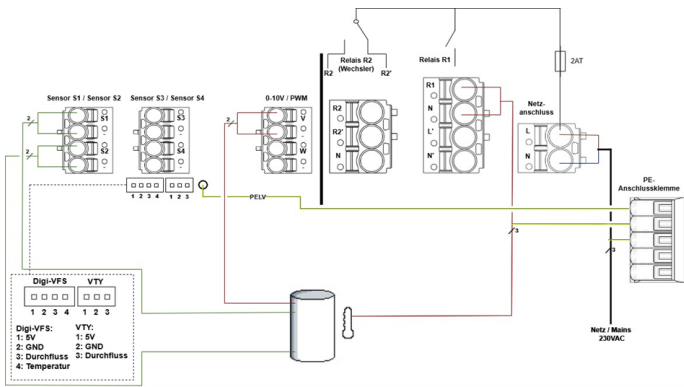 Relais R2
(Wechsler)
R2
R2'
Relais R1
2AT
Sensor S1 / Sensor S2
Sensor S3 / Sensor S4
0-10V / PWM
Netz-
anschluss
2
S1
-
2
S2
-
S3
-
S4
-
2
V
-
W
-
R2
R2'
N
R1
N
L'
N'
L
N
1 2 3 4
1 2 3
PELV
PE-
Anschlussklemme
3
3
Digi-VFS
VTY
1 2 3 4
1 2 3
Digi-VFS:
1: 5V
2: GND
3: Durchfluss
4: Temperatur
VTY:
1: 5V
2: GND
3: Durchfluss
Netz / Mains
230VAC